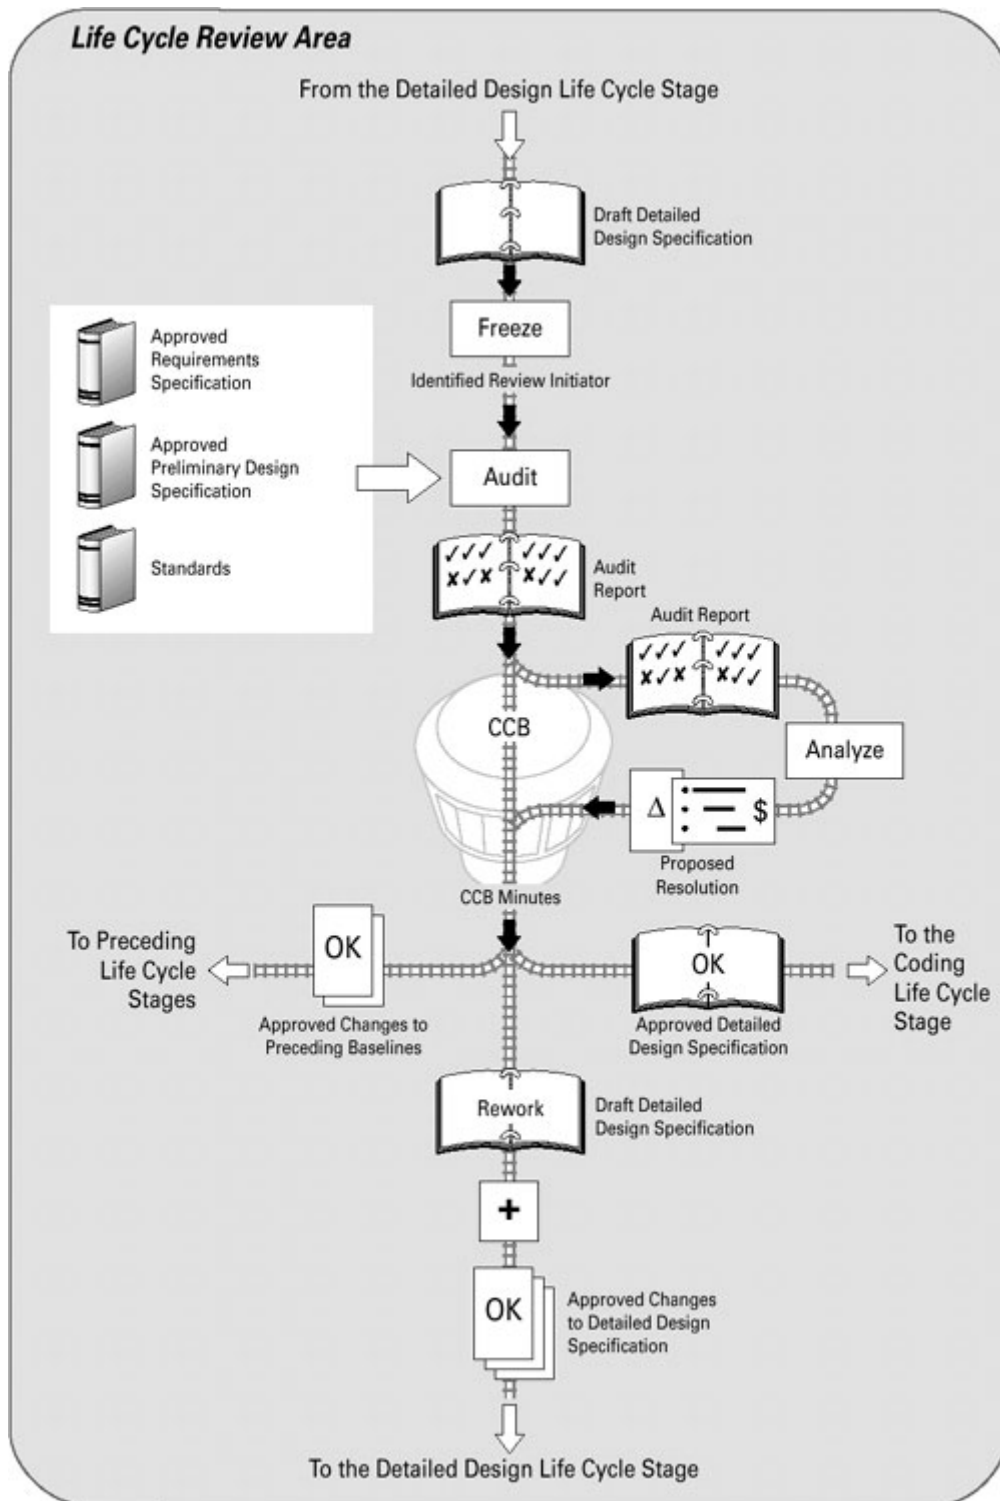 Life Cycle Review Area
From the Detailed Design Life Cycle Stage
Draft Detailed
Design Specification
Freeze
Identified Review Initiator
Approved
Requirements
Specification
Approved
Preliminary Design
Specification
Standards
Audit
Audit
Report
Audit Report
CCB
Analyze
Δ
$
Proposed
Resolution
CCB Minutes
To Preceding
Life Cycle
Stages
OK
Approved Changes to
Preceding Baselines
OK
Approved Detailed
Design Specification
To the
Coding
Life Cycle
Stage
Rework
Draft Detailed
Design Specification
+
OK
Approved Changes
to Detailed Design
Specification
To the Detailed Design Life Cycle Stage